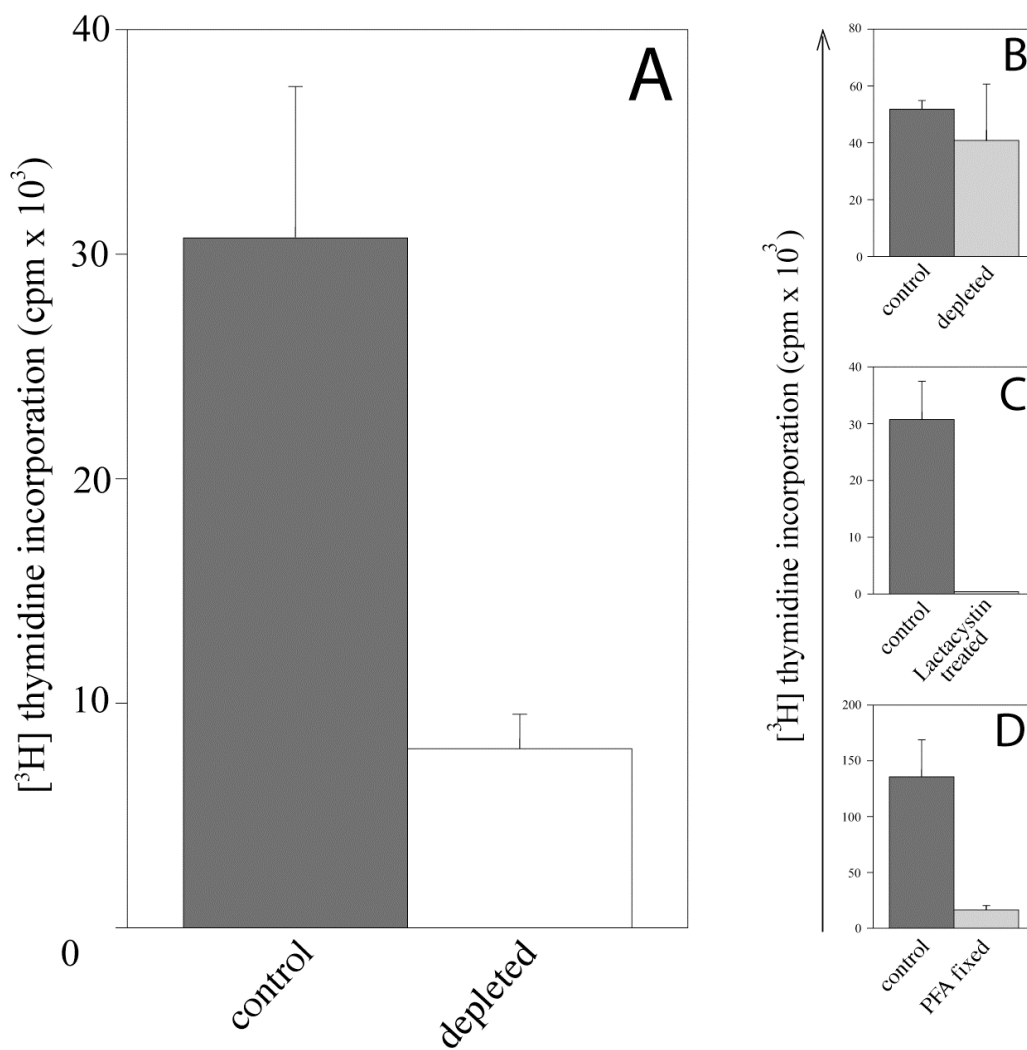 A
[³H] thymidine incorporation (cpm x 10³)
40
30
20
10
0
control
depleted
[³H] thymidine incorporation (cpm x 10³)
B
80
60
40
20
0
control
depleted
C
40
30
20
10
0
control
Lactacystin
treated
D
200
150
100
50
0
control
PFA fixed